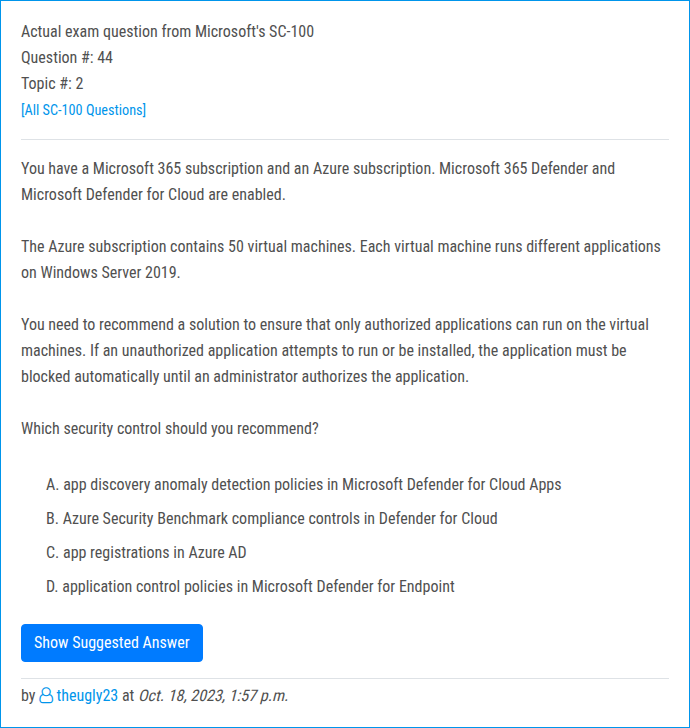 Actual exam question from Microsoft's SC-100
Question #: 44
Topic #: 2
[All SC-100 Questions]
You have a Microsoft 365 subscription and an Azure subscription. Microsoft 365 Defender and
Microsoft Defender for Cloud are enabled.
The Azure subscription contains 50 virtual machines. Each virtual machine runs different applications
on Windows Server 2019.
You need to recommend a solution to ensure that only authorized applications can run on the virtual
machines. If an unauthorized application attempts to run or be installed, the application must be
blocked automatically until an administrator authorizes the application.
Which security control should you recommend?
A. app discovery anomaly detection policies in Microsoft Defender for Cloud Apps
B. Azure Security Benchmark compliance controls in Defender for Cloud
C. app registrations in Azure AD
D. application control policies in Microsoft Defender for Endpoint
Show Suggested Answer
by theugly23 at Oct. 18, 2023, 1:57 p.m.